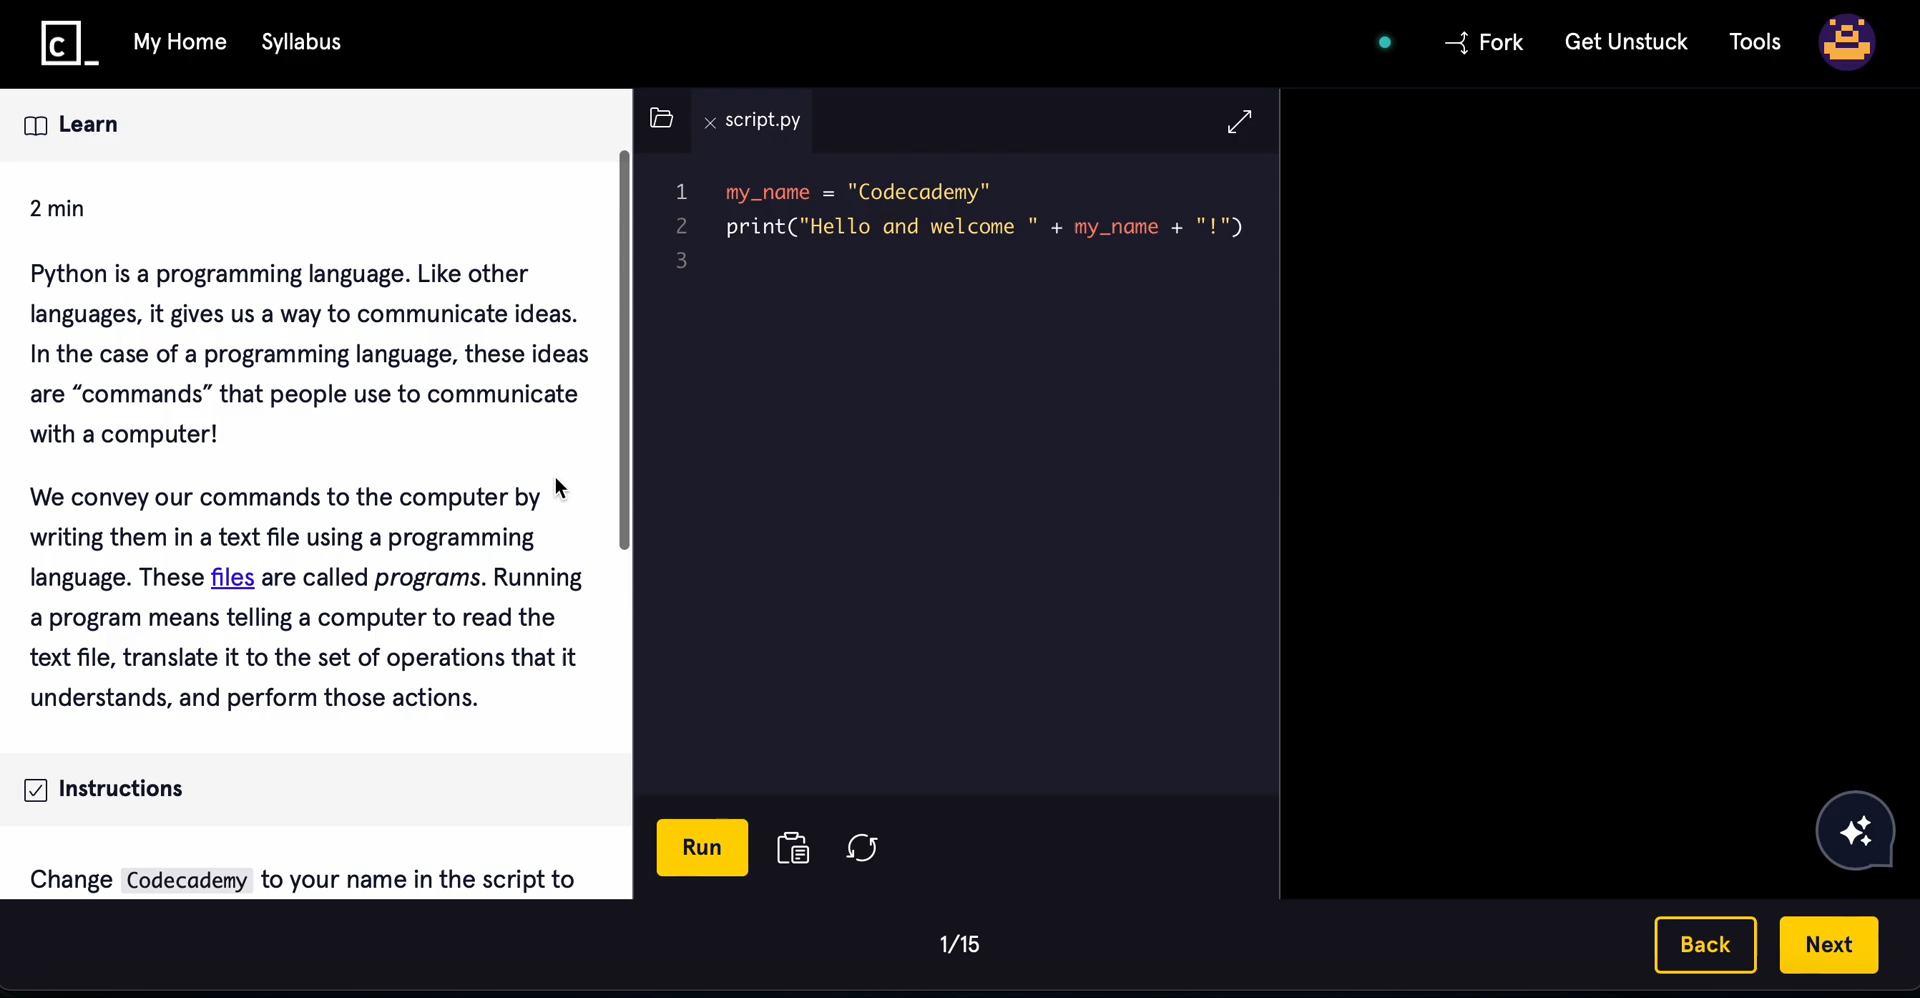 c_ My Home Syllabus Fork Get Unstuck Tools
Learn
2 min
Python is a programming language. Like other
languages, it gives us a way to communicate ideas.
In the case of a programming language, these ideas
are “commands” that people use to communicate
with a computer!
We convey our commands to the computer by
writing them in a text file using a programming
language. These files are called programs. Running
a program means telling a computer to read the
text file, translate it to the set of operations that it
understands, and perform those actions.
Instructions
Change Codecademy to your name in the script to
script.py
1 my_name = "Codecademy"
2 print("Hello and welcome " + my_name + "!")
3
Run
1/15
Back Next